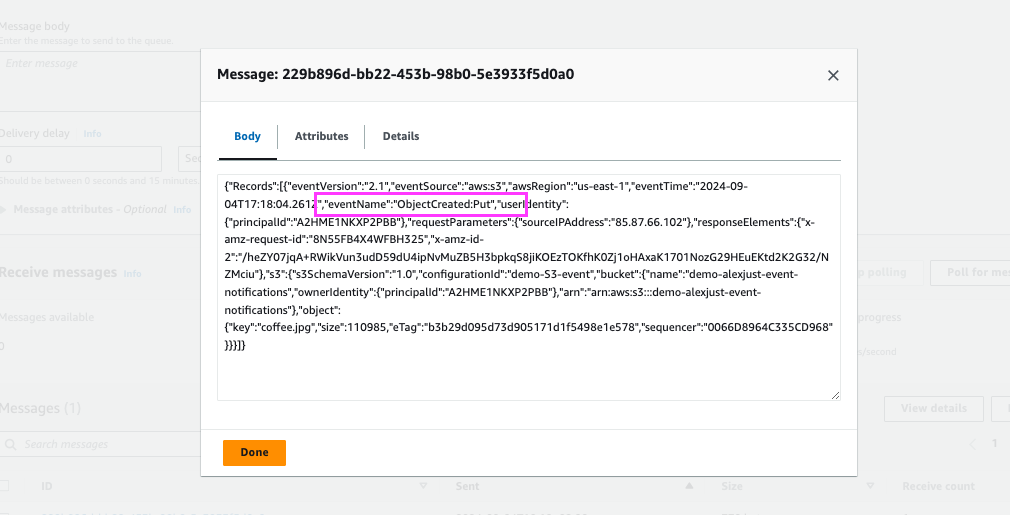 Message body
Enter the message to send to the queue.
Enter message
Message: 229b896d-bb22-453b-98b0-5e3933f5d0a0
Body
Attributes
Details
Delivery delay Info
0
Should be between 0 seconds and 15 minutes.
Message attributes - Optional Info
{"Records":[{"eventVersion":"2.1","eventSource":"aws:s3","awsRegion":"us-east-1","eventTime":"2024-09-
04T17:18:04.261Z","eventName":"ObjectCreated:Put","userIdentity":
{"principalId":"A2HME1NKXP2PBB"},"requestParameters":{"sourceIPAddress":"85.87.66.102"},"responseElements":{"x-
amz-request-id":"8N55FB4X4WFBH325","x-amz-id-
2":"/heZY07jqA+RWikVun3udD59dU4ipNvMuZB5H3bpkqS8jiKOEzTOKfhK0Zj1oHAxaK1701NozG29HEuEKtd2K2G32/N
ZMciu"},"s3":{"s3SchemaVersion":"1.0","configurationId":"demo-S3-event","bucket":{"name":"demo-alexjust-event-
notifications","ownerIdentity":{"principalId":"A2HME1NKXP2PBB"},"arn":"arn:aws:s3:::demo-alexjust-event-
notifications"},"object":
{"key":"coffee.jpg","size":110985,"eTag":"b3b29d095d73d905171d1f5498e1e578","sequencer":"0066D8964C335CD968"
}}}]}
Receive messages Info
polling
Poll for
Messages available
progress
0
/second
Messages (1)
View details
Search messages
1
Done
ID
Sent
Size
Receive count